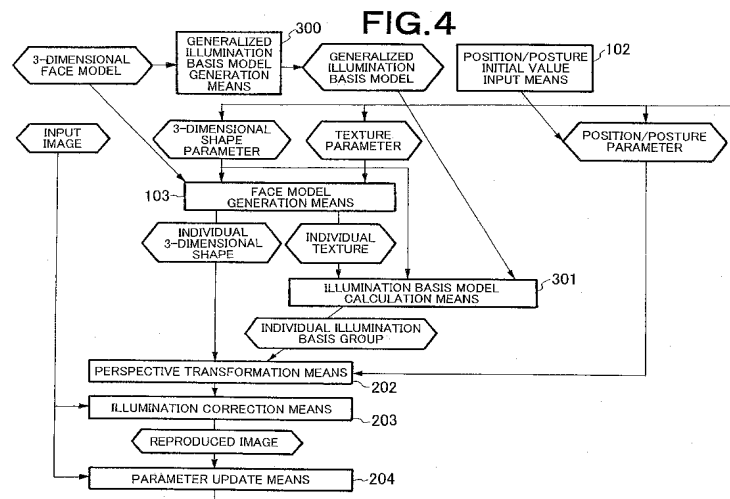 FIG.4
300
3-DIMENSIONAL
FACE MODEL
GENERALIZED
ILLUMINATION
BASIS MODEL
GENERATION
MEANS
GENERALIZED
ILLUMINATION
BASIS MODEL
POSITION/POSTURE
INITIAL VALUE
INPUT MEANS
102
INPUT
IMAGE
3-DIMENSIONAL
SHAPE
PARAMETER
TEXTURE
PARAMETER
POSITION/POSTURE
PARAMETER
103
FACE MODEL
GENERATION MEANS
INDIVIDUAL
3-DIMENSIONAL
SHAPE
INDIVIDUAL
TEXTURE
ILLUMINATION BASIS MODEL
CALCULATION MEANS
301
INDIVIDUAL ILLUMINATION
BASIS GROUP
PERSPECTIVE TRANSFORMATION MEANS
202
ILLUMINATION CORRECTION MEANS
203
REPRODUCED IMAGE
PARAMETER UPDATE MEANS
204